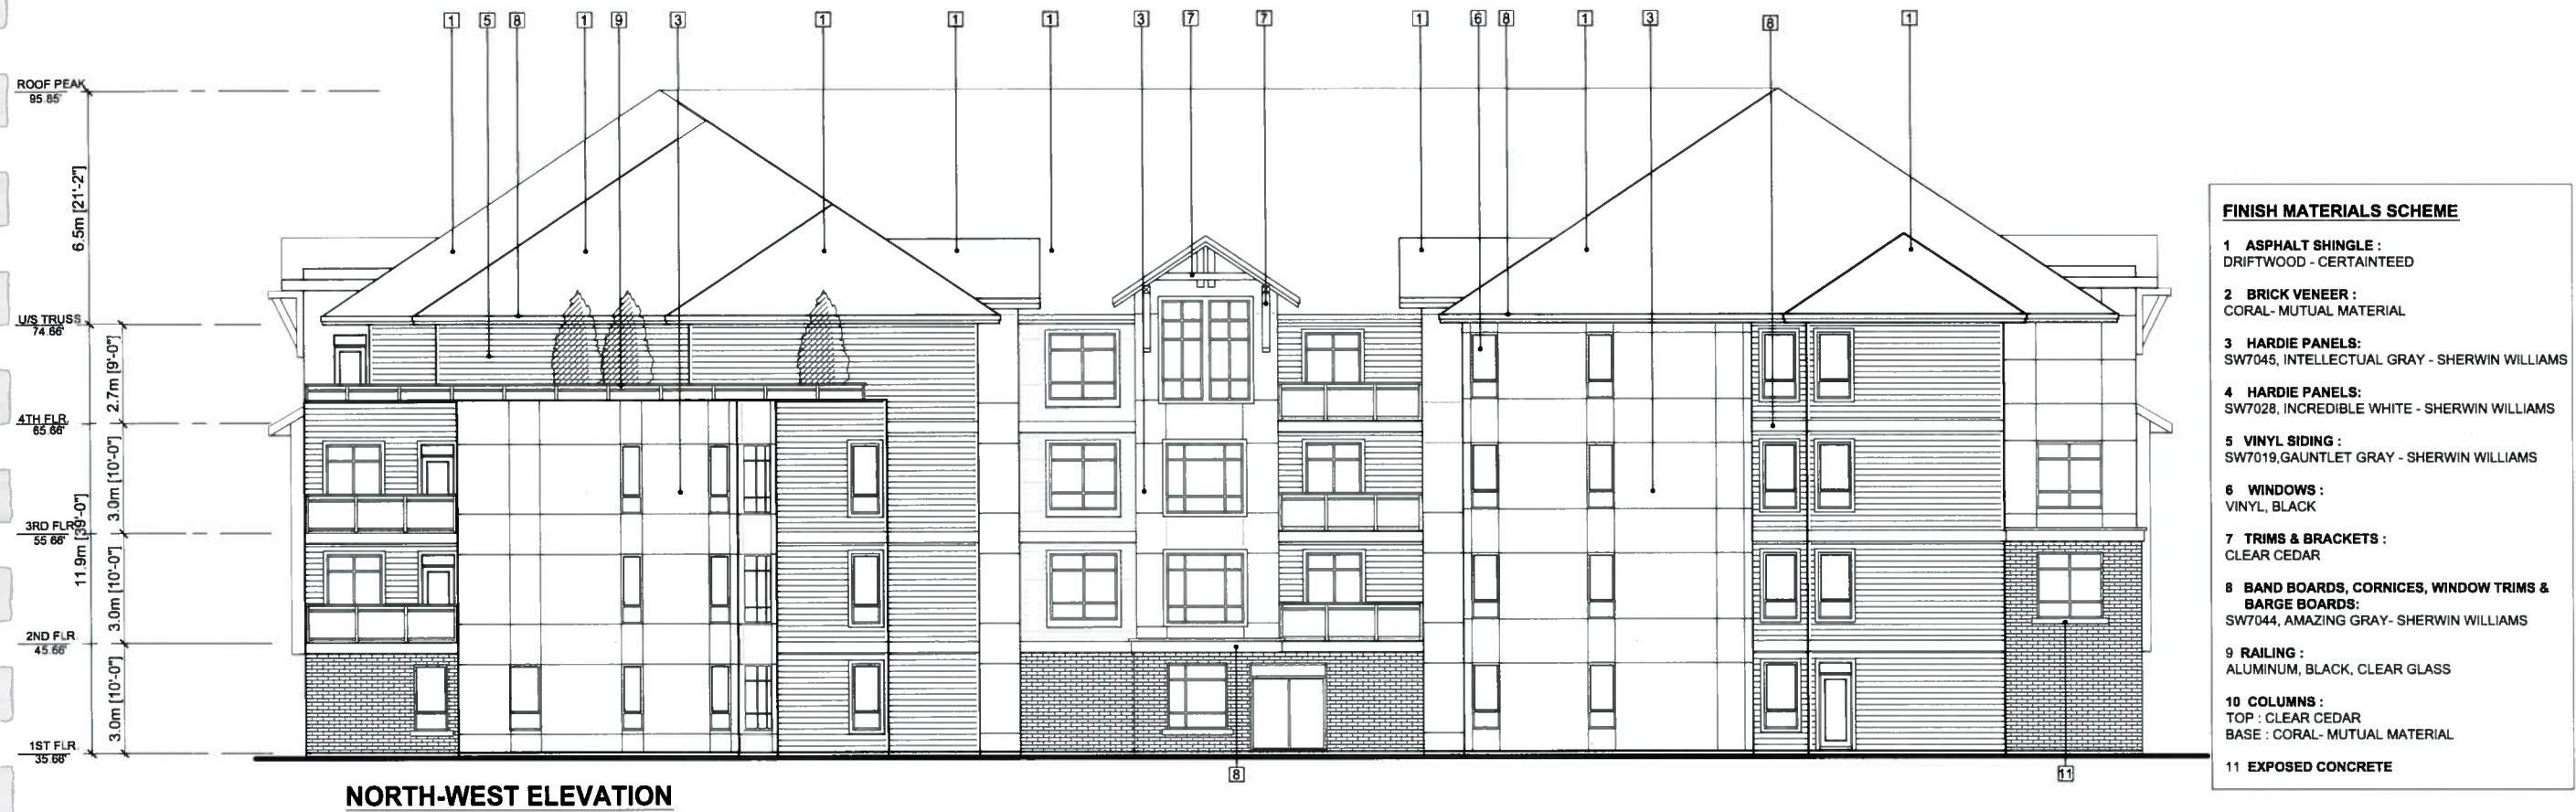 1 5 8 1 9 3 1 1 1 3 7 7 1 6 8 1 3 8 1
ROOF PEAK
95.85'
6.5m [21'-2"]
U/S TRUSS
74.66'
2.7m [9'-0"]
4TH FLR.
65.66'
3.0m [10'-0"]
11.9m [39'-0"]
3RD FLR.
55.66'
3.0m [10'-0"]
2ND FLR.
45.66'
3.0m [10'-0"]
1ST FLR.
35.66'
8
11
NORTH-WEST ELEVATION
FINISH MATERIALS SCHEME
1 ASPHALT SHINGLE :
DRIFTWOOD - CERTAINTEED
2 BRICK VENEER :
CORAL- MUTUAL MATERIAL
3 HARDIE PANELS:
SW7045, INTELLECTUAL GRAY - SHERWIN WILLIAMS
4 HARDIE PANELS:
SW7028, INCREDIBLE WHITE - SHERWIN WILLIAMS
5 VINYL SIDING :
SW7019,GAUNTLET GRAY - SHERWIN WILLIAMS
6 WINDOWS :
VINYL, BLACK
7 TRIMS & BRACKETS :
CLEAR CEDAR
8 BAND BOARDS, CORNICES, WINDOW TRIMS &
BARGE BOARDS:
SW7044, AMAZING GRAY- SHERWIN WILLIAMS
9 RAILING :
ALUMINUM, BLACK, CLEAR GLASS
10 COLUMNS :
TOP : CLEAR CEDAR
BASE : CORAL- MUTUAL MATERIAL
11 EXPOSED CONCRETE